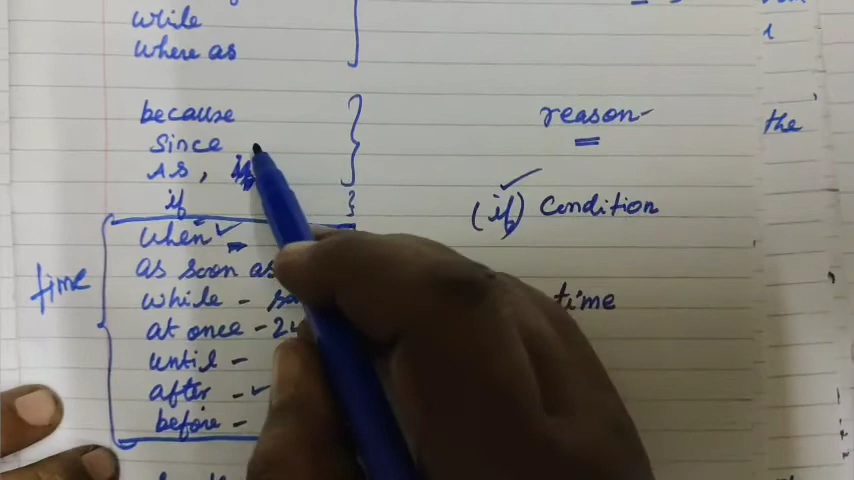 while
where as
because
reason-
the
Since
As,
if
(if) Condition
when
as soon as
time
while -
time
at once -
until -
after -
before -